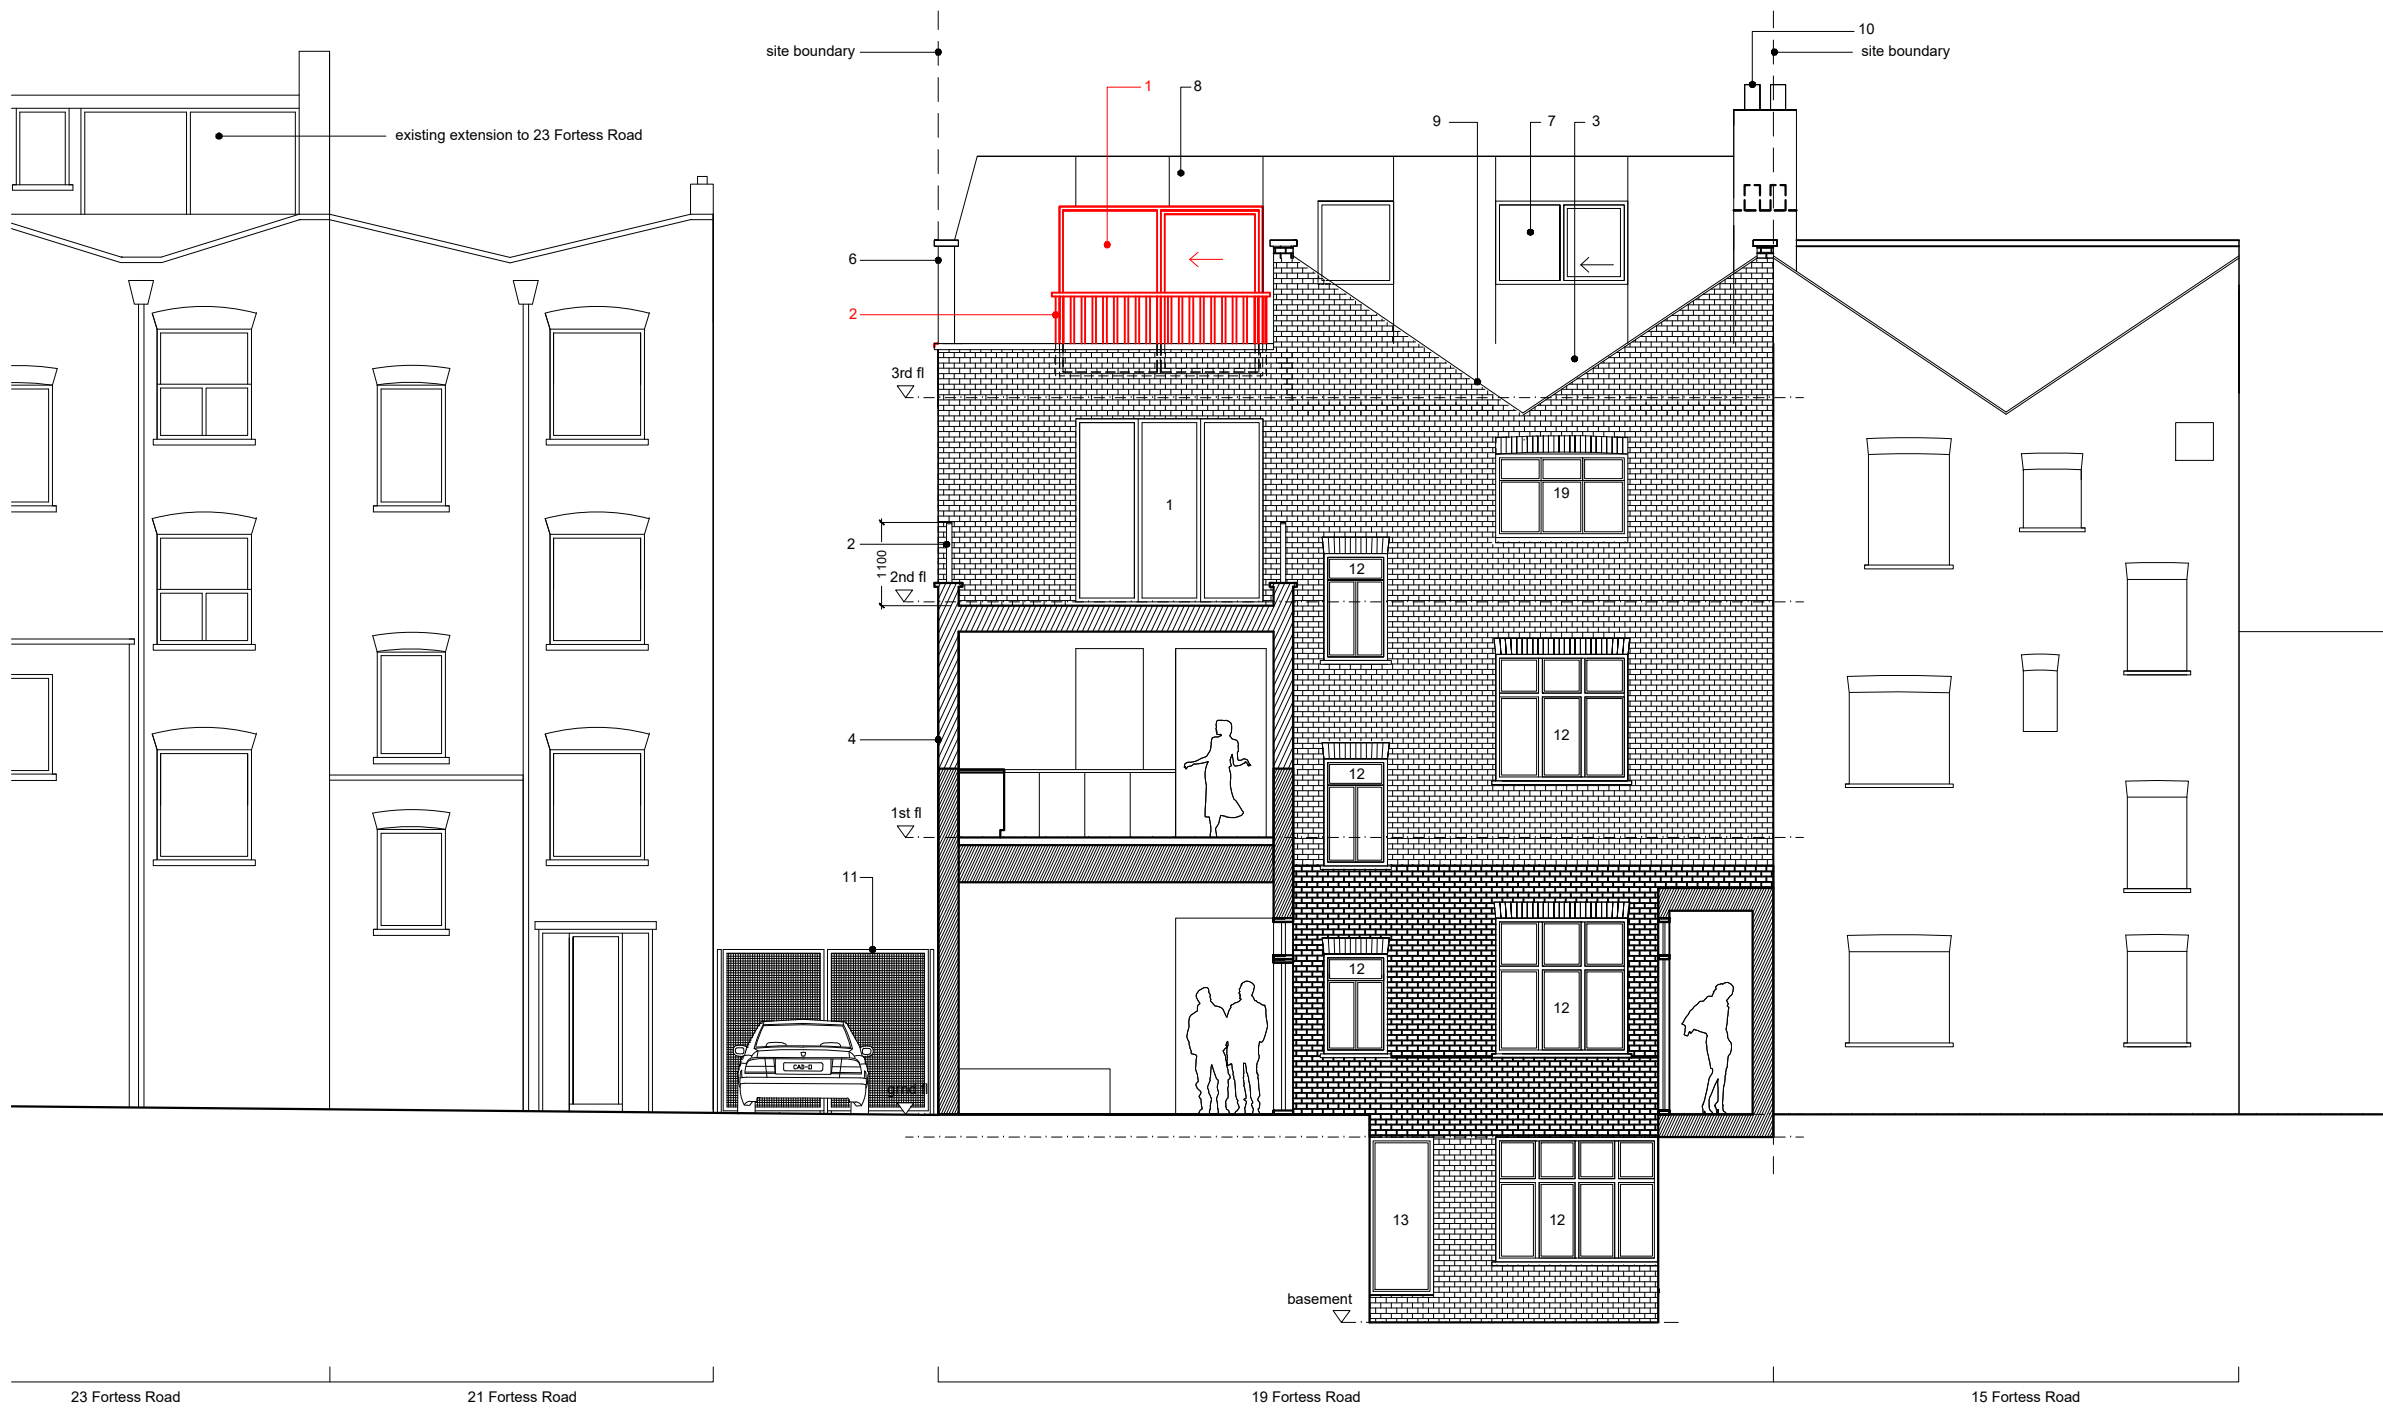 10
site boundary
site boundary
1
8
9
7
3
existing extension to 23 Fortess Road
6
2
3rd fl
1
19
2
1100
2nd fl
12
12
4
12
1st fl
11
12
12
CAD-D
grnd fl
13
12
basement
23 Fortess Road
21 Fortess Road
19 Fortess Road
15 Fortess Road